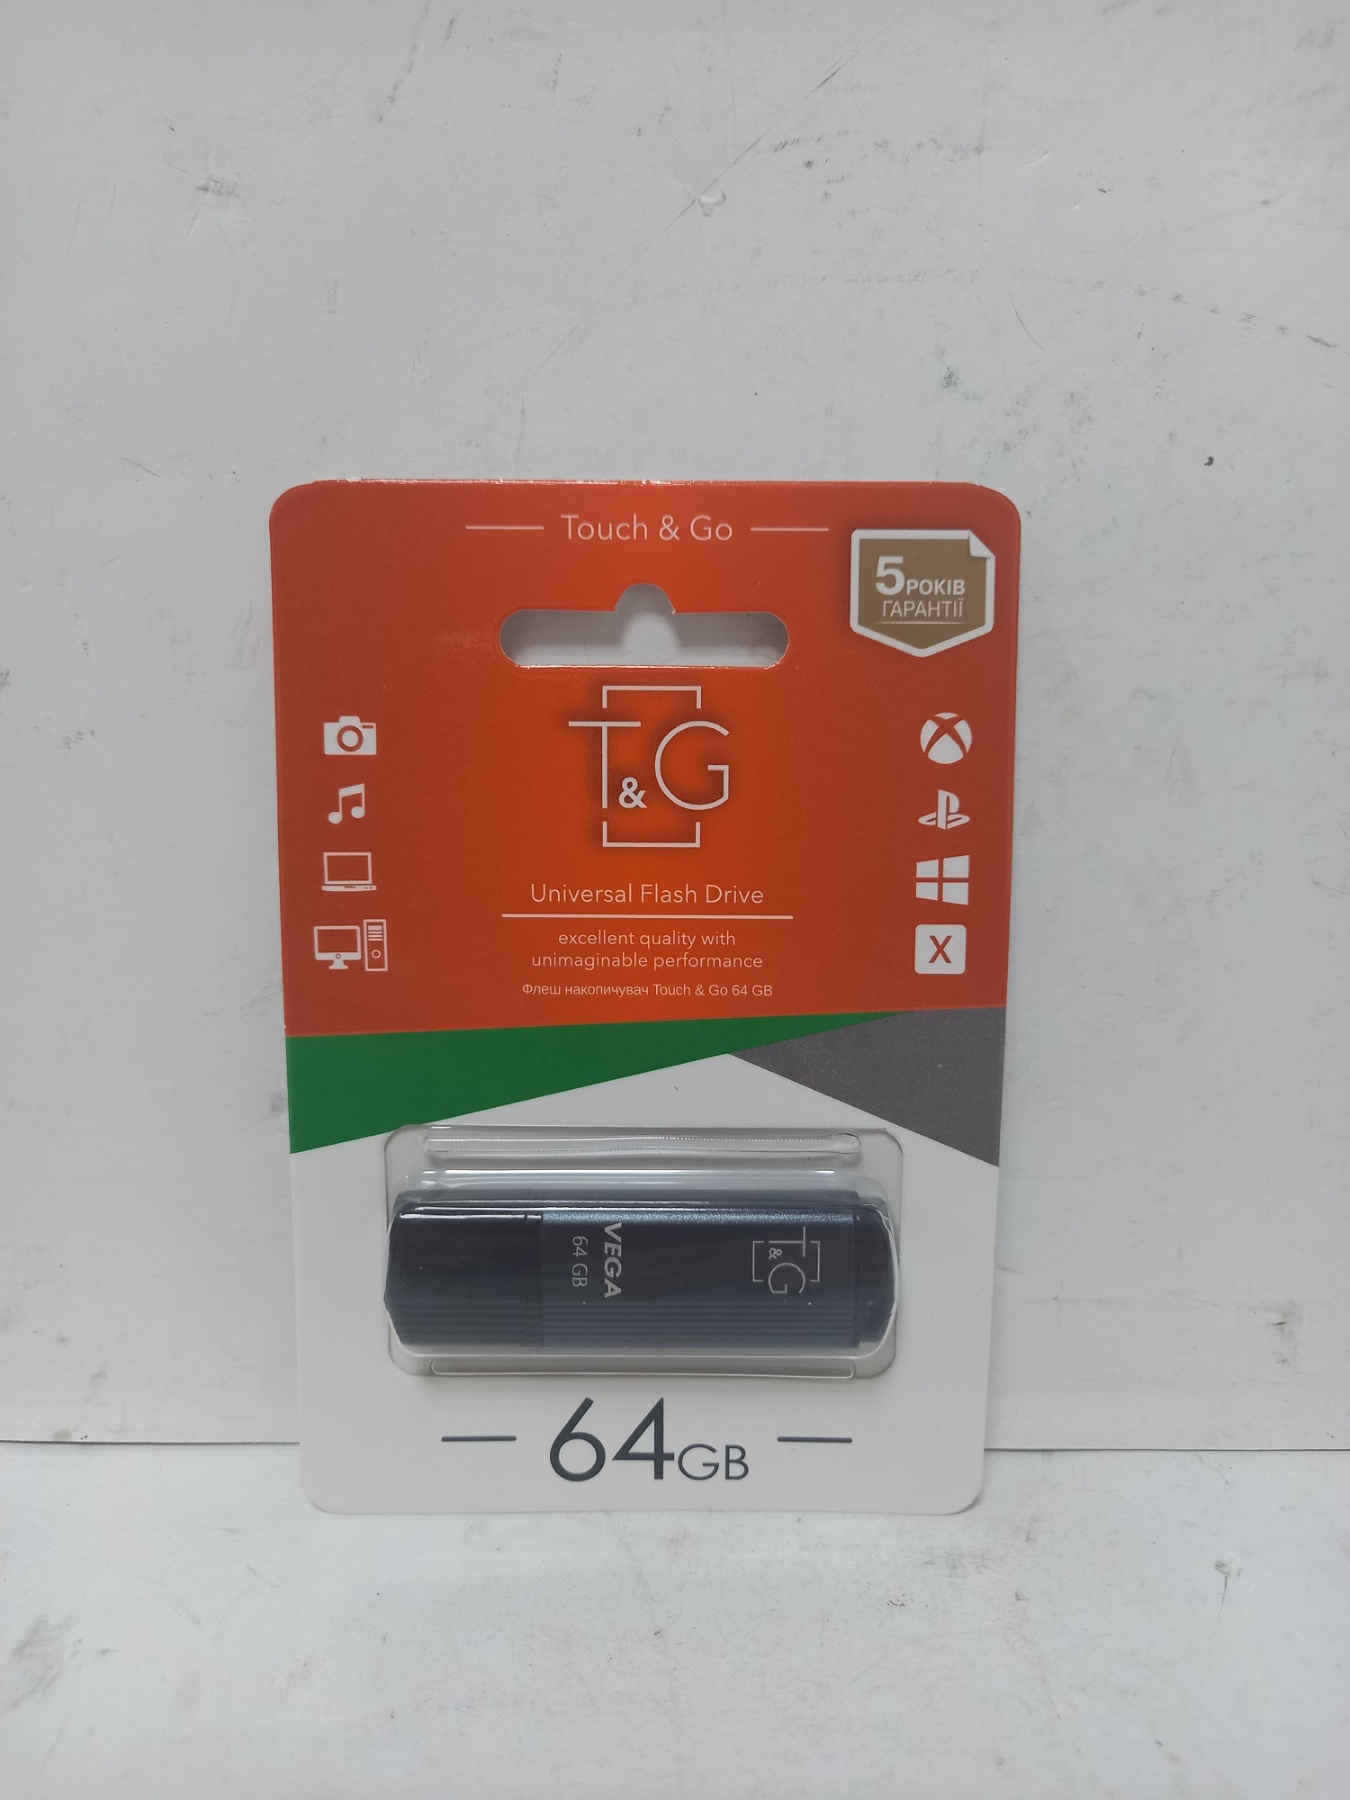 Touch & Go
5 РОКІВ
ГАРАНТІЇ
T&G
Universal Flash Drive
excellent quality with
unimaginable performance
Флеш накопичувач Touch & Go 64 GB
X
VEGA
64 GB
T&G
64GB